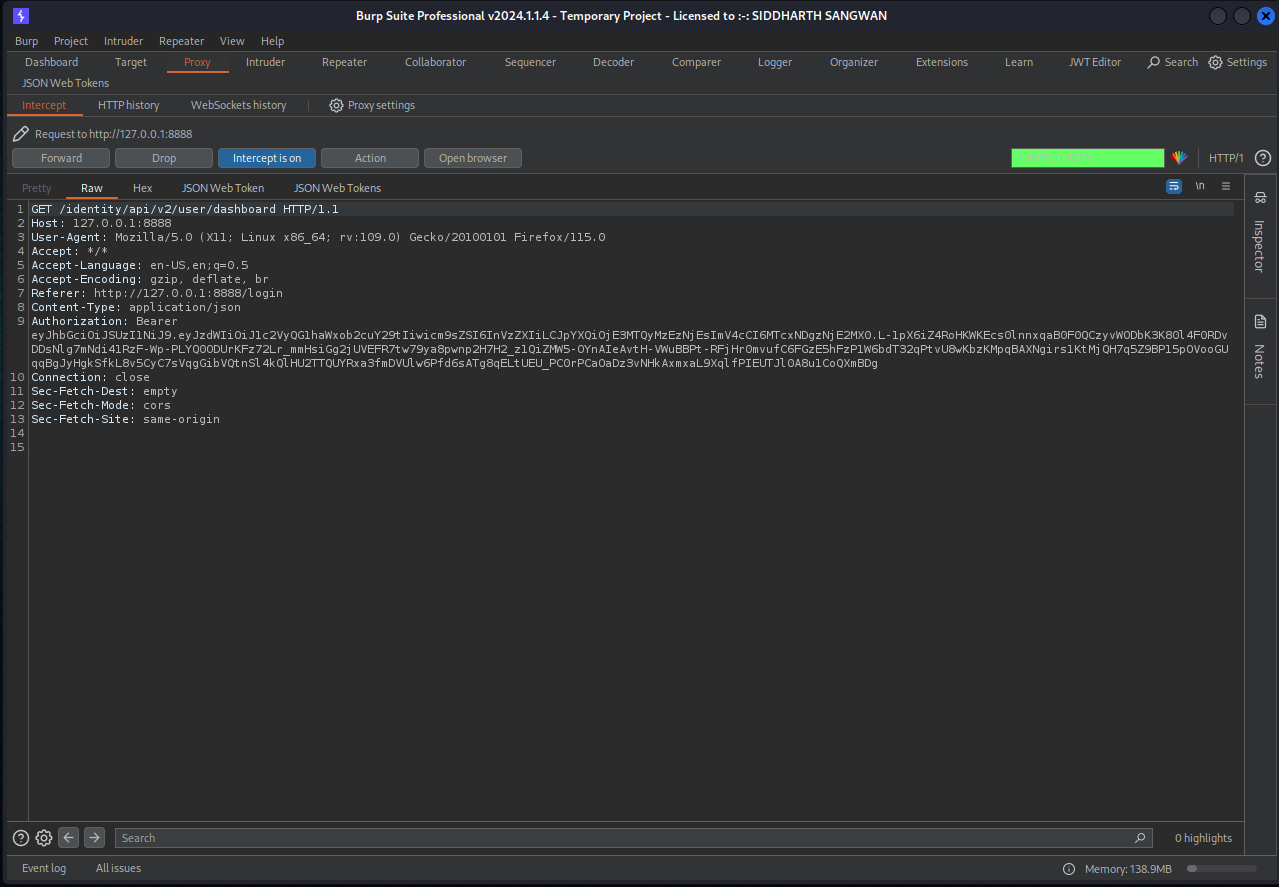 Burp Suite Professional v2024.1.1.4 - Temporary Project - Licensed to :-: SIDDHARTH SANGWAN
Burp Project Intruder Repeater View Help
Dashboard Target Proxy Intruder Repeater Collaborator Sequencer Decoder Comparer Logger Organizer Extensions Learn JWT Editor Search Settings
JSON Web Tokens
Intercept HTTP history WebSockets history Proxy settings
Request to http://127.0.0.1:8888
Forward Drop Intercept is on Action Open browser HTTP/1
Pretty Raw Hex JSON Web Token JSON Web Tokens \n
1 GET /identity/api/v2/user/dashboard HTTP/1.1
2 Host: 127.0.0.1:8888
3 User-Agent: Mozilla/5.0 (X11; Linux x86_64; rv:109.0) Gecko/20100101 Firefox/115.0
4 Accept: */*
5 Accept-Language: en-US,en;q=0.5
6 Accept-Encoding: gzip, deflate, br
7 Referer: http://127.0.0.1:8888/login
8 Content-Type: application/json
9 Authorization: Bearer
10 Connection: close
11 Sec-Fetch-Dest: empty
12 Sec-Fetch-Mode: cors
13 Sec-Fetch-Site: same-origin
14
15
Inspector
Notes
Search 0 highlights
Event log All issues Memory: 138.9MB